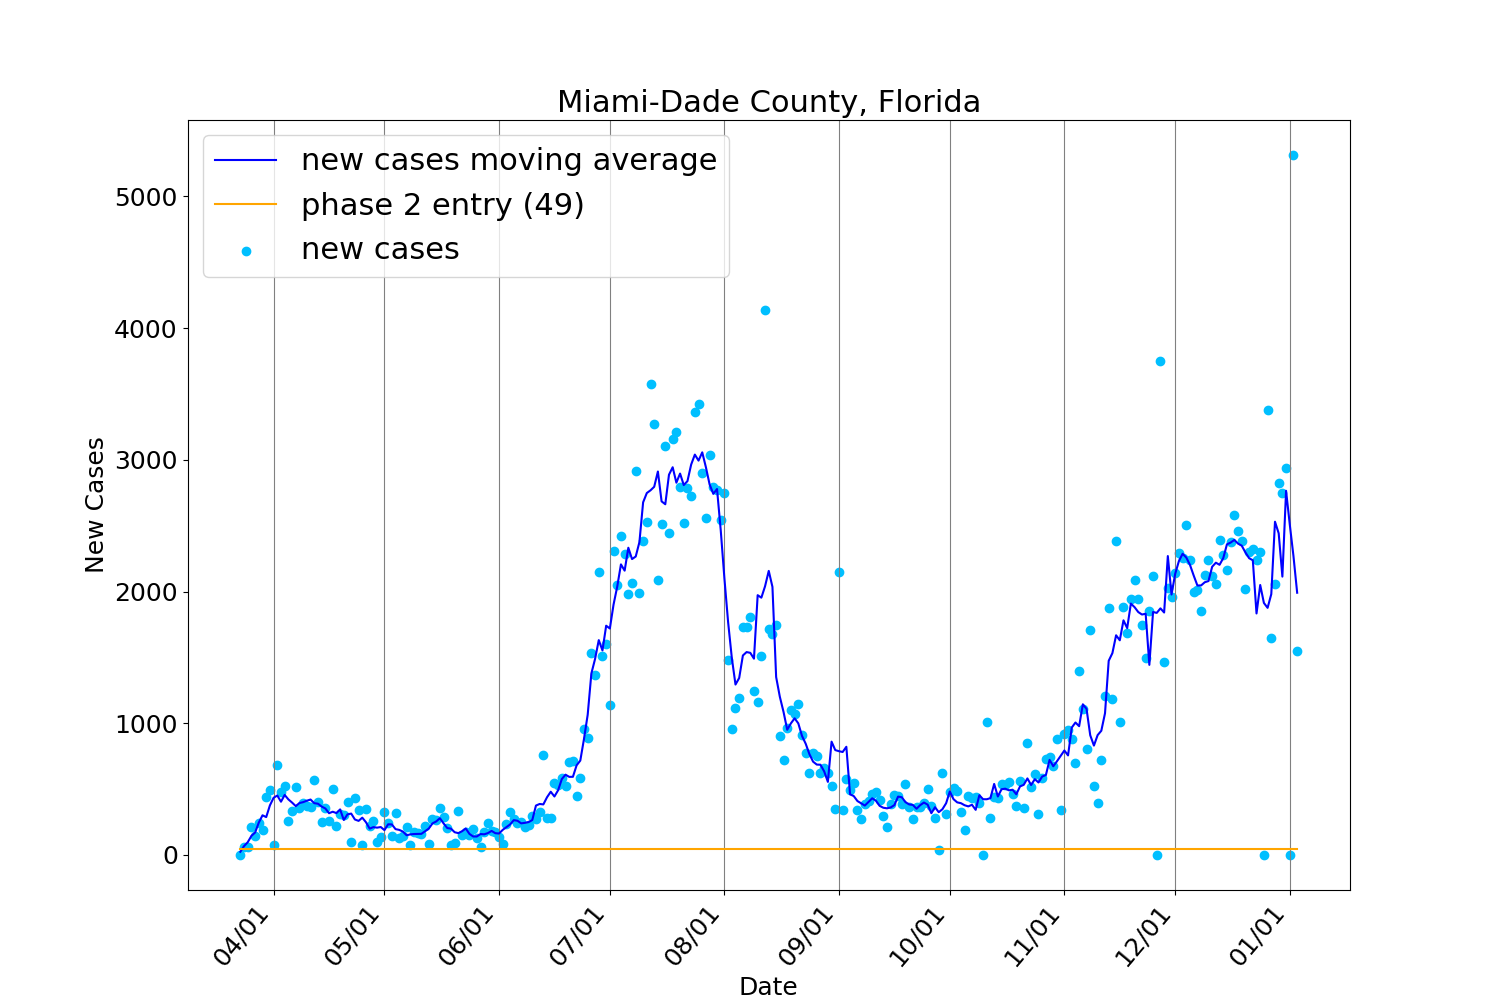 Miami-Dade County, Florida
new cases moving average
phase 2 entry (49)
new cases
New Cases
5000
4000
3000
2000
1000
0
04/01
05/01
06/01
07/01
08/01
09/01
10/01
11/01
12/01
01/01
Date